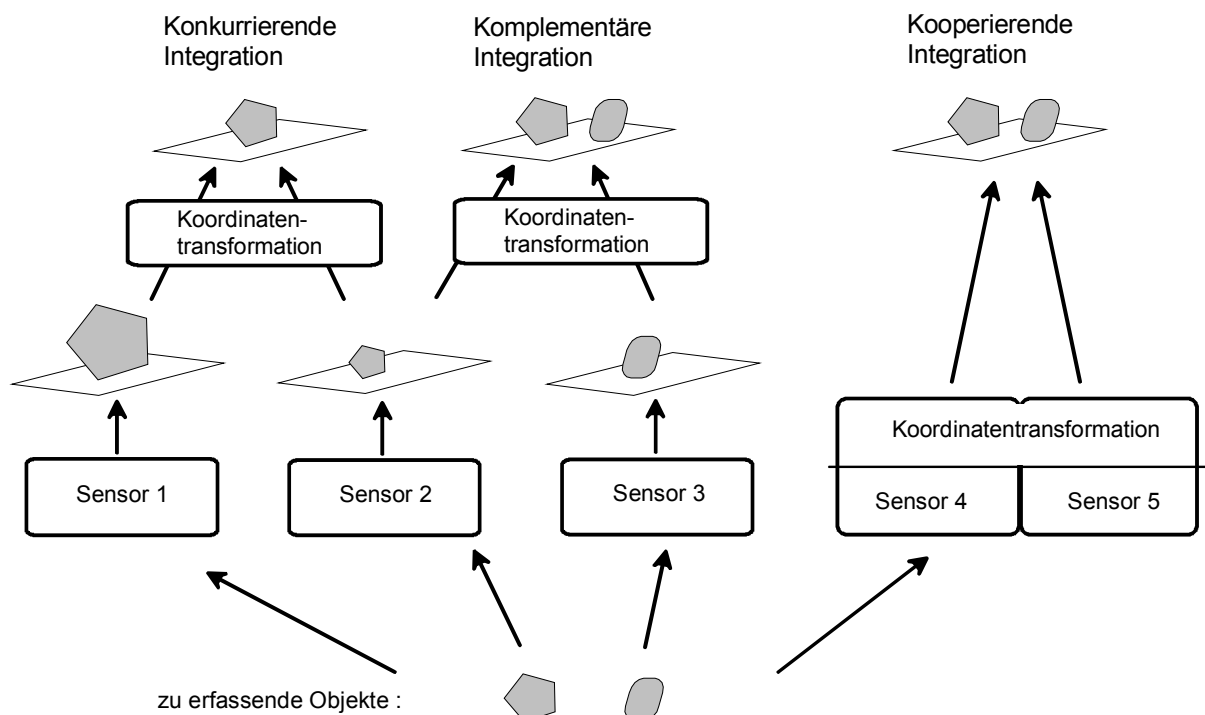 Konkurrierende
Integration
Komplementäre
Integration
Kooperierende
Integration
Koordinaten-
transformation
Koordinaten-
transformation
Koordinatentransformation
Sensor 1
Sensor 2
Sensor 3
Sensor 4
Sensor 5
zu erfassende Objekte :